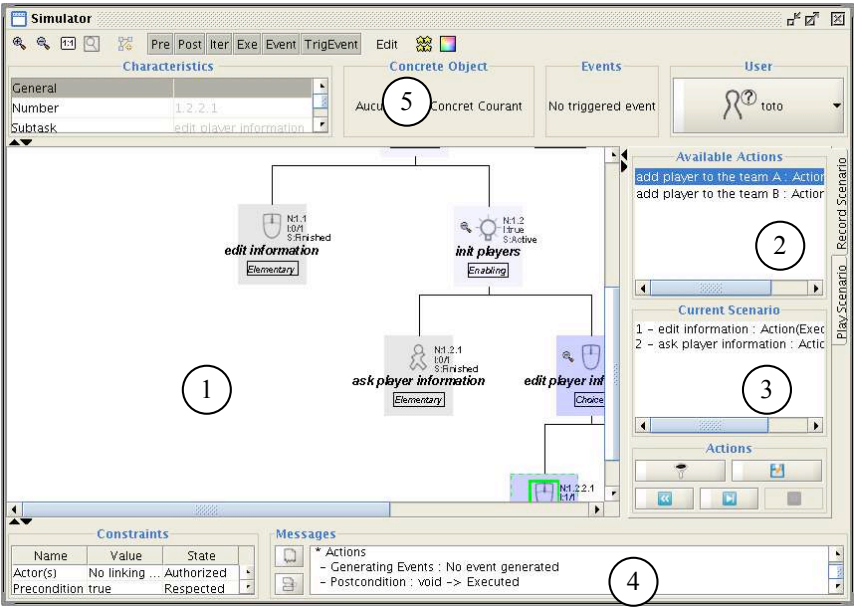 Simulator
1:1 Pre Post Iter Exe Event TrigEvent Edit
Characteristics
General
Number 1.2.2.1
Subtask edit player information
Concrete Object
Aucu Concret Courant
5
Events
No triggered event
User
toto
N:1.1
I:0/1
S:Finished
edit information
Elementary
N:1.2
I:true
S:Active
init players
Enabling
N:1.2.1
I:0/1
S:Finished
ask player information
Elementary
edit player inf
Choice
N:1.2.2.1
I:1/1
1
Available Actions
add player to the team A : Action
add player to the team B : Action
2
Record Scenario
Play Scenario
Current Scenario
1 - edit information : Action(Exec
2 - ask player information : Actic
3
Actions
Constraints
Name Value State
Actor(s) No linking ... Authorized
Precondition true Respected
Messages
* Actions
- Generating Events : No event generated
- Postcondition : void -> Executed
4